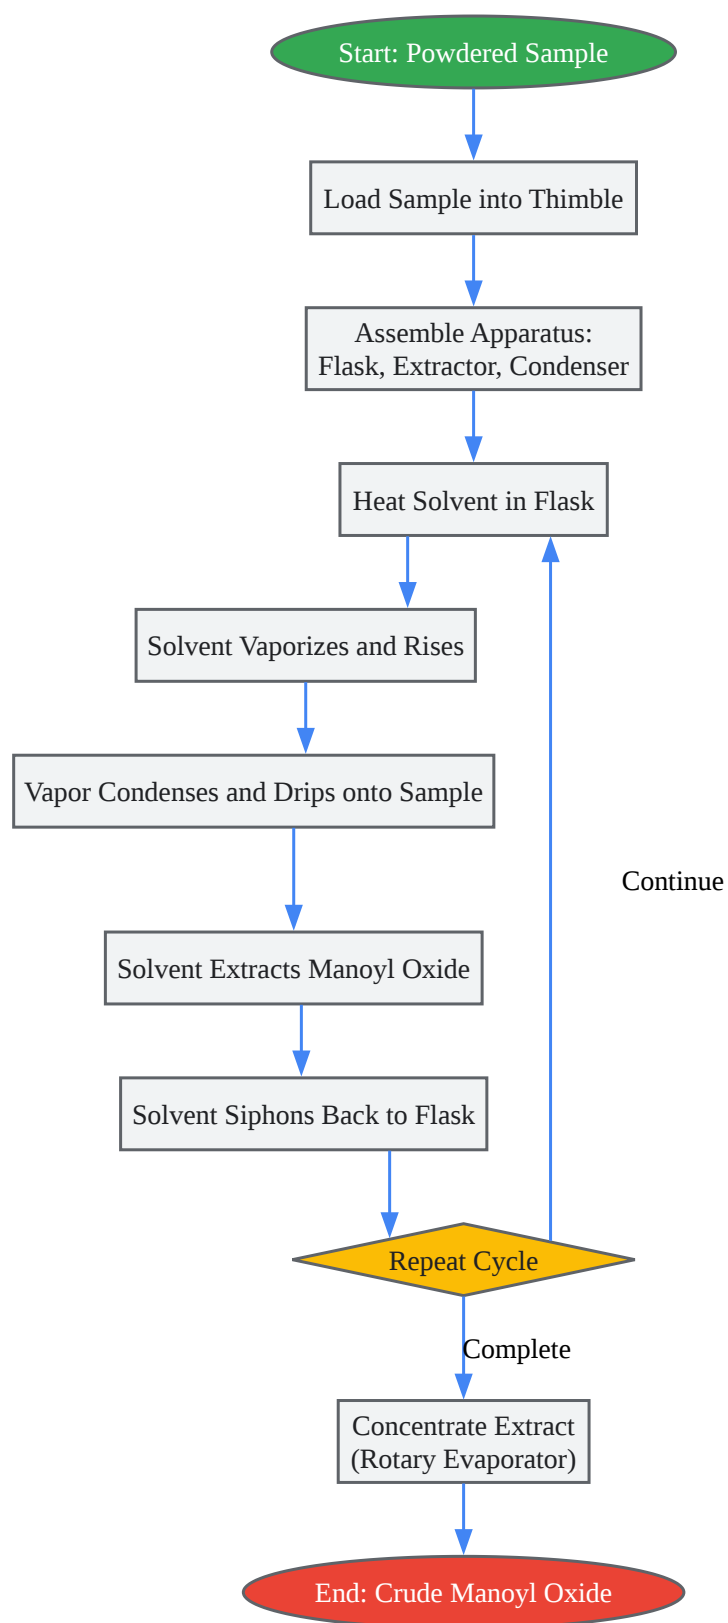 Start: Powdered Sample
Load Sample into Thimble
Assemble Apparatus:
Flask, Extractor, Condenser
Heat Solvent in Flask
Solvent Vaporizes and Rises
Vapor Condenses and Drips onto Sample
Continue
Solvent Extracts Manoyl Oxide
Solvent Siphons Back to Flask
Repeat Cycle
Complete
Concentrate Extract
(Rotary Evaporator)
End: Crude Manoyl Oxide